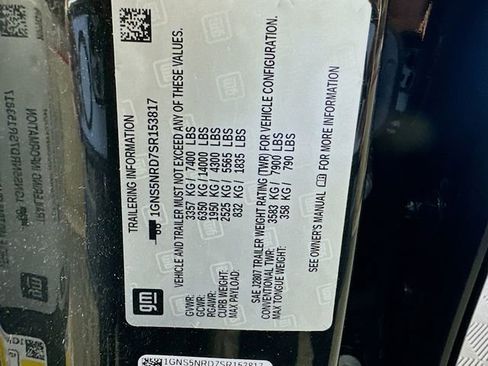 TRAILERING INFORMATION
1GNS5NRD7SR153817
VEHICLE AND TRAILER MUST NOT EXCEED ANY OF THESE VALUES.
GVWR: 3357 KG / 7400 LBS
GCWR: 6350 KG / 14000 LBS
RGAWR: 1950 KG / 4300 LBS
CURB WEIGHT: 2525 KG / 5565 LBS
MAX PAYLOAD: 832 KG / 1835 LBS
SAE J2807 TRAILER WEIGHT RATING (TWR) FOR VEHICLE CONFIGURATION.
CONVENTIONAL TWR: 3583 KG / 7900 LBS
MAX TONGUE WEIGHT: 358 KG / 790 LBS
SEE OWNER'S MANUAL FOR MORE INFORMATION.
gm
1GNS5NRD7SR153817